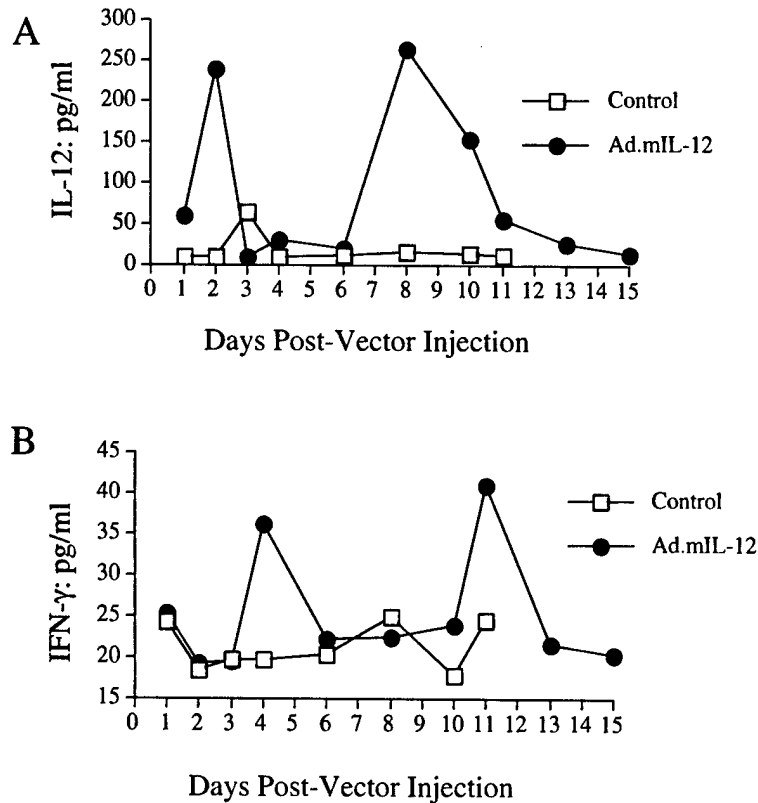 A
IL-12: pg/ml
300
250
200
150
100
50
0
0 1 2 3 4 5 6 7 8 9 10 11 12 13 14 15
Days Post-Vector Injection
Control
Ad.mIL-12
B
IFN-γ: pg/ml
45
40
35
30
25
20
15
0 1 2 3 4 5 6 7 8 9 10 11 12 13 14 15
Days Post-Vector Injection
Control
Ad.mIL-12